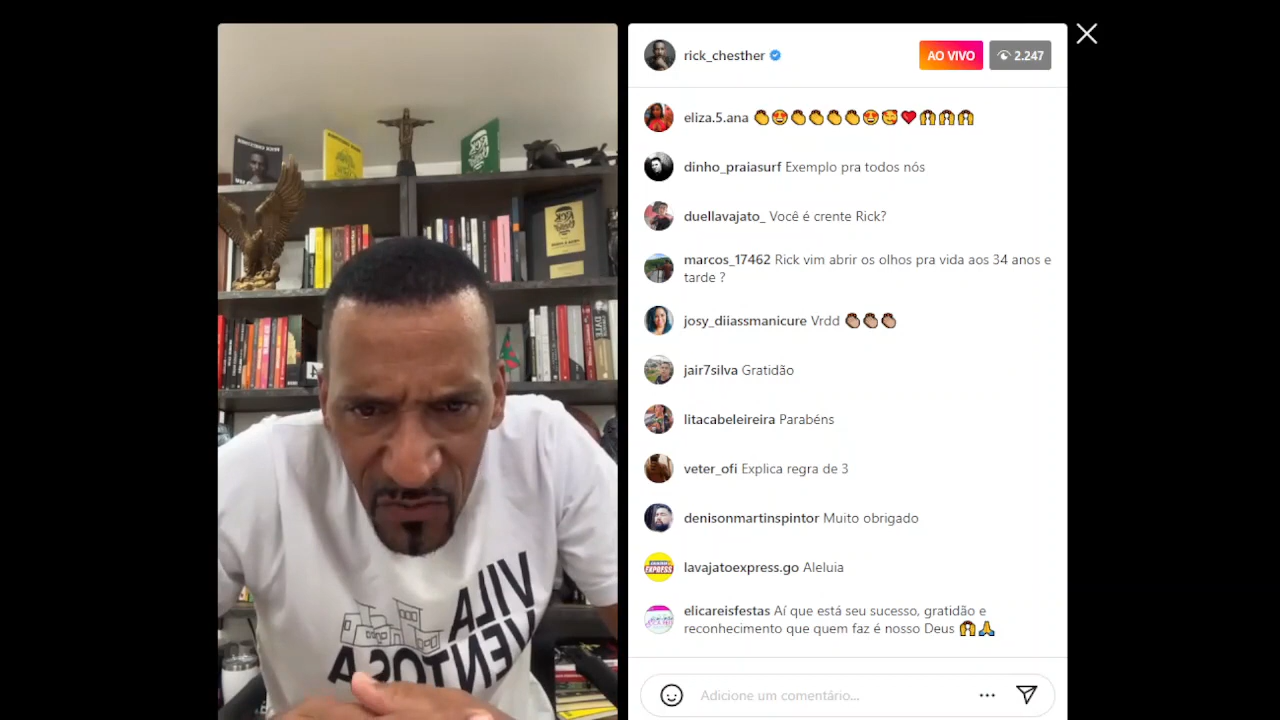 rick_chesther
AO VIVO
2.247
eliza.5.ana
dinho_praiasurf Exemplo pra todos nós
duellavajato_ Você é crente Rick?
marcos_17462 Rick vim abrir os olhos pra vida aos 34 anos e
tarde ?
josy_diiassmanicure Vrdd
jair7silva Gratidão
litacabeleireira Parabéns
veter_ofi Explica regra de 3
denisonmartinspintor Muito obrigado
lavajatoexpress.go Aleluia
elicareisfestas Aí que está seu sucesso, gratidão e
reconhecimento que quem faz é nosso Deus
Adicione um comentário...
VILA
VENTOSA
EXPRESS